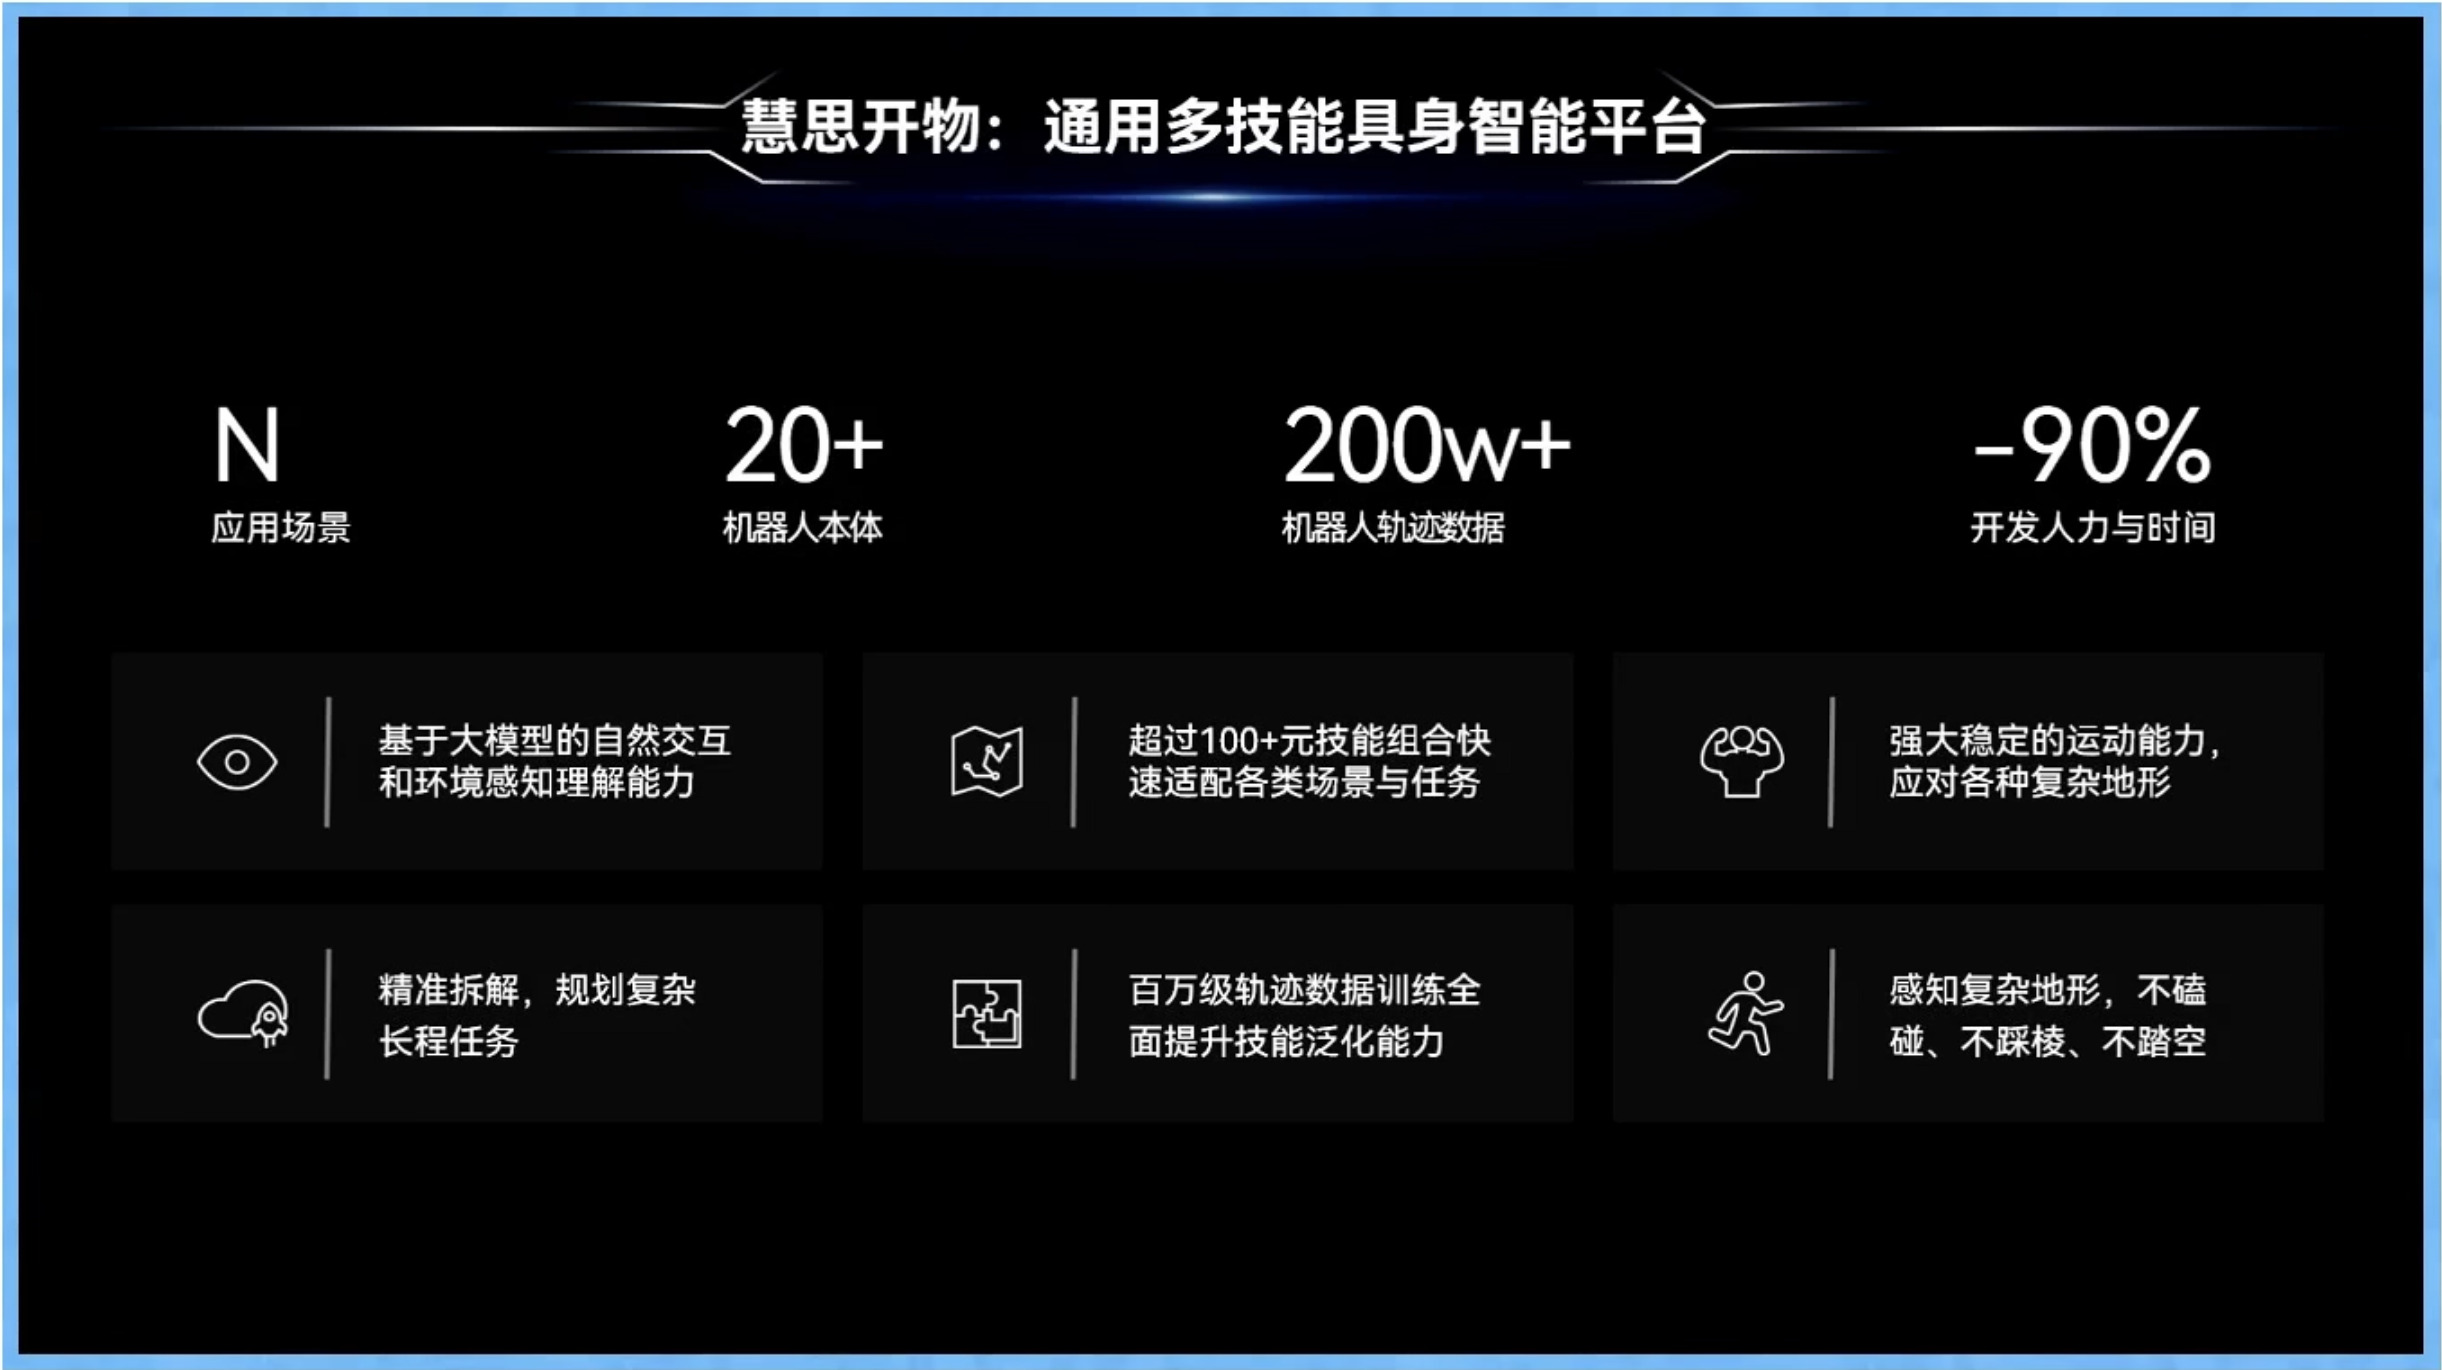 慧思开物：通用多技能具身智能平台
N
应用场景
20+
机器人本体
200w+
机器人轨迹数据
-90%
开发人力与时间
基于大模型的自然交互
和环境感知理解能力
超过100+元技能组合快
速适配各类场景与任务
强大稳定的运动能力，
应对各种复杂地形
精准拆解，规划复杂
长程任务
百万级轨迹数据训练全
面提升技能泛化能力
感知复杂地形，不磕
碰、不踩棱、不踏空